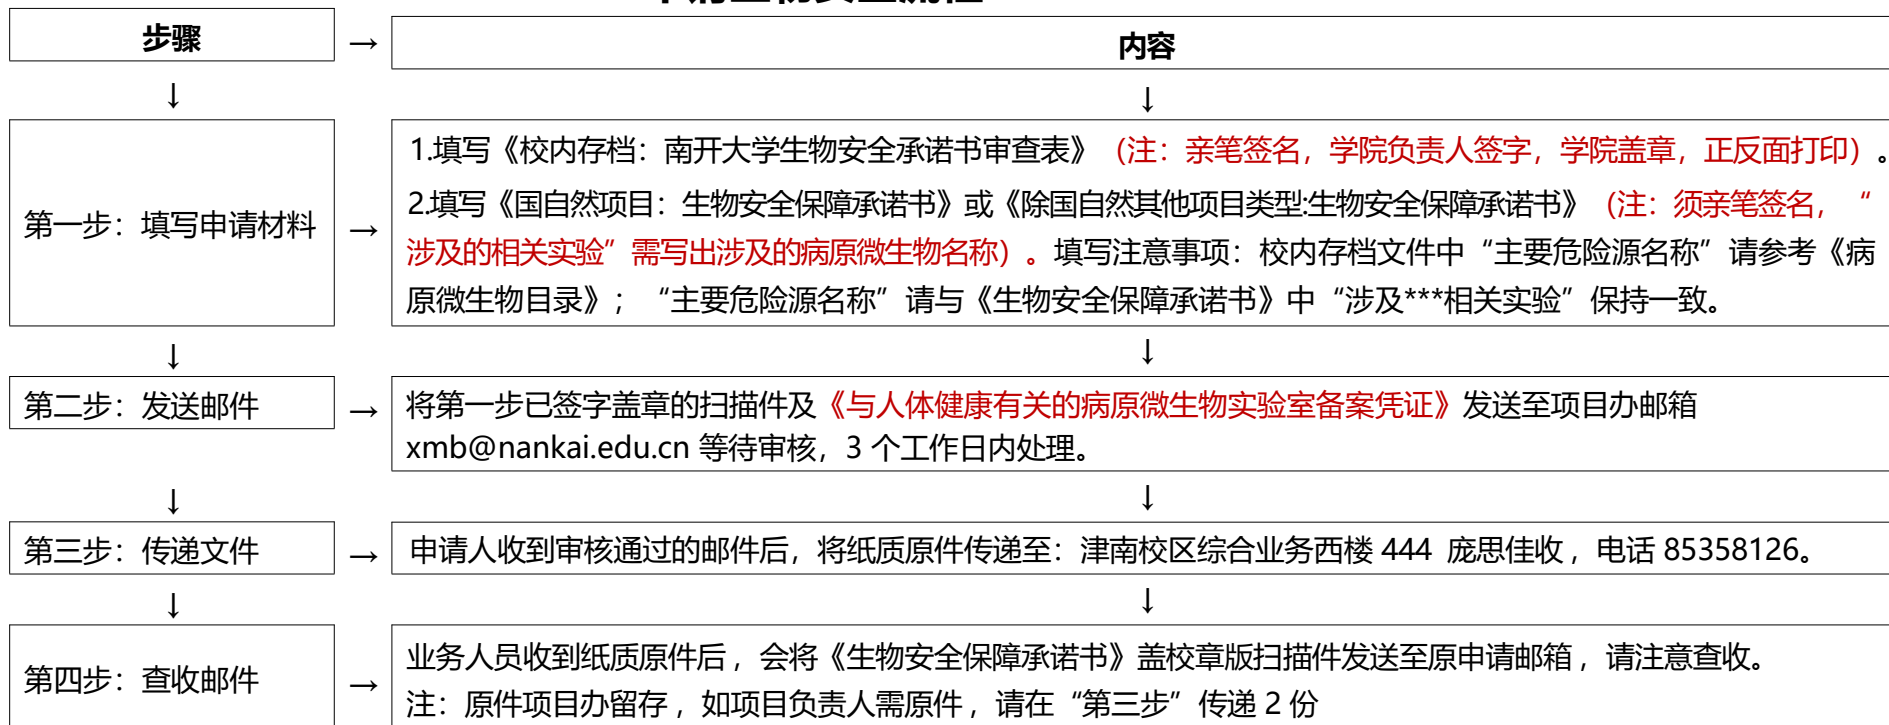 步骤 → 内容
↓ ↓
第一步：填写申请材料 →
1.填写《校内存档：南开大学生物安全承诺书审查表》（注：亲笔签名，学院负责人签字，学院盖章，正反面打印）。
2.填写《国自然项目：生物安全保障承诺书》或《除国自然其他项目类型:生物安全保障承诺书》（注：须亲笔签名，“
涉及的相关实验”需写出涉及的病原微生物名称）。填写注意事项：校内存档文件中“主要危险源名称”请参考《病
原微生物目录》；“主要危险源名称”请与《生物安全保障承诺书》中“涉及***相关实验”保持一致。
↓ ↓
第二步：发送邮件 →
将第一步已签字盖章的扫描件及《与人体健康有关的病原微生物实验室备案凭证》发送至项目办邮箱
xmb@nankai.edu.cn 等待审核，3 个工作日内处理。
↓ ↓
第三步：传递文件 → 申请人收到审核通过的邮件后，将纸质原件传递至：津南校区综合业务西楼 444 庞思佳收，电话 85358126。
↓ ↓
第四步：查收邮件 →
业务人员收到纸质原件后，会将《生物安全保障承诺书》盖校章版扫描件发送至原申请邮箱，请注意查收。
注：原件项目办留存，如项目负责人需原件，请在“第三步”传递 2 份